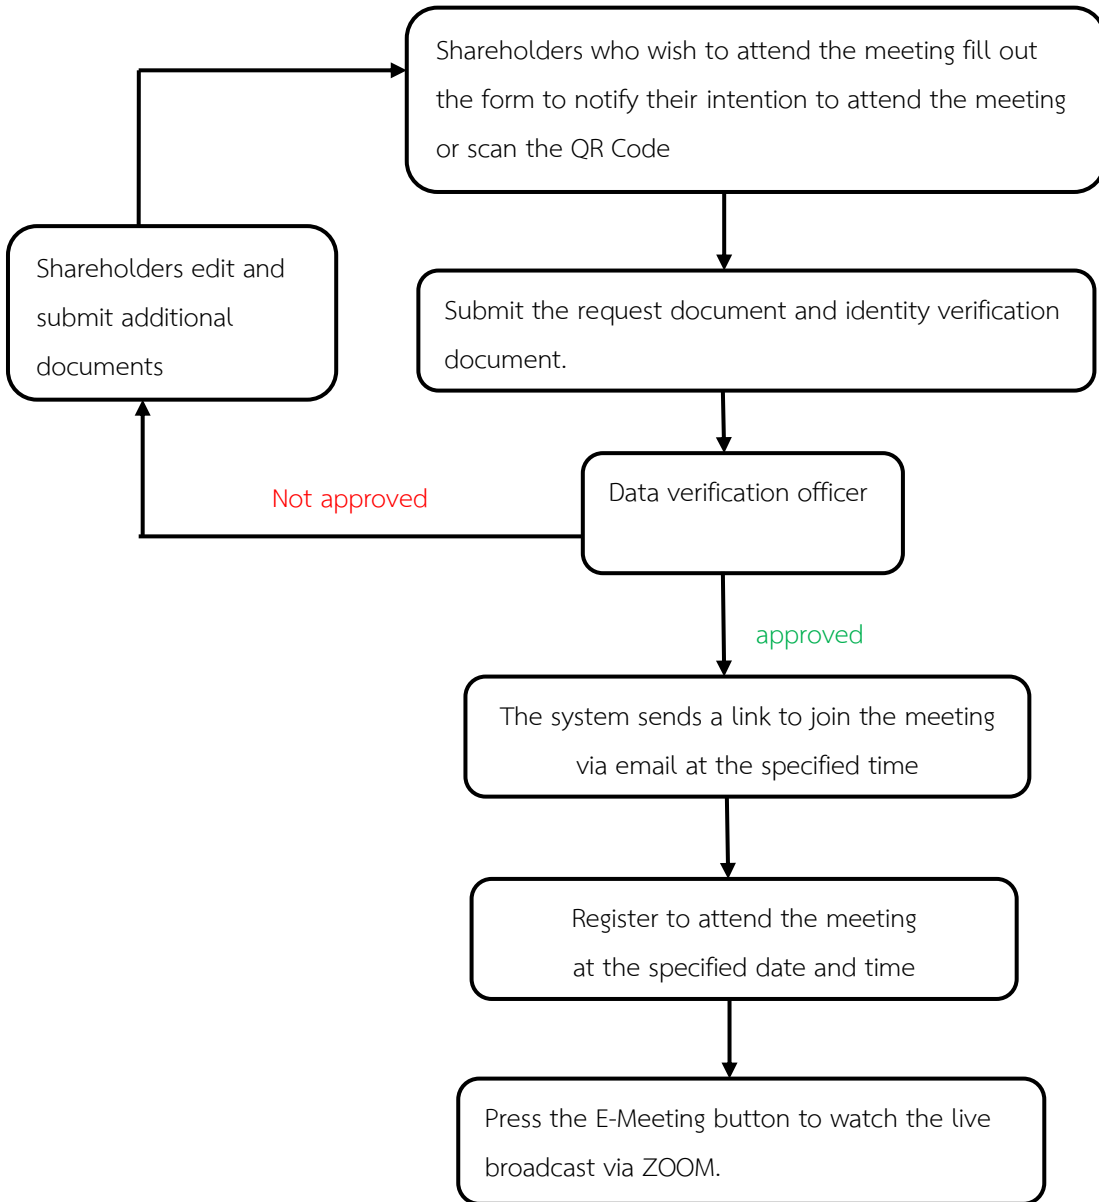 Shareholders who wish to attend the meeting fill out
the form to notify their intention to attend the meeting
or scan the QR Code
Shareholders edit and
submit additional
documents
Submit the request document and identity verification
document.
Not approved
Data verification officer
approved
The system sends a link to join the meeting
via email at the specified time
Register to attend the meeting
at the specified date and time
Press the E-Meeting button to watch the live
broadcast via ZOOM.